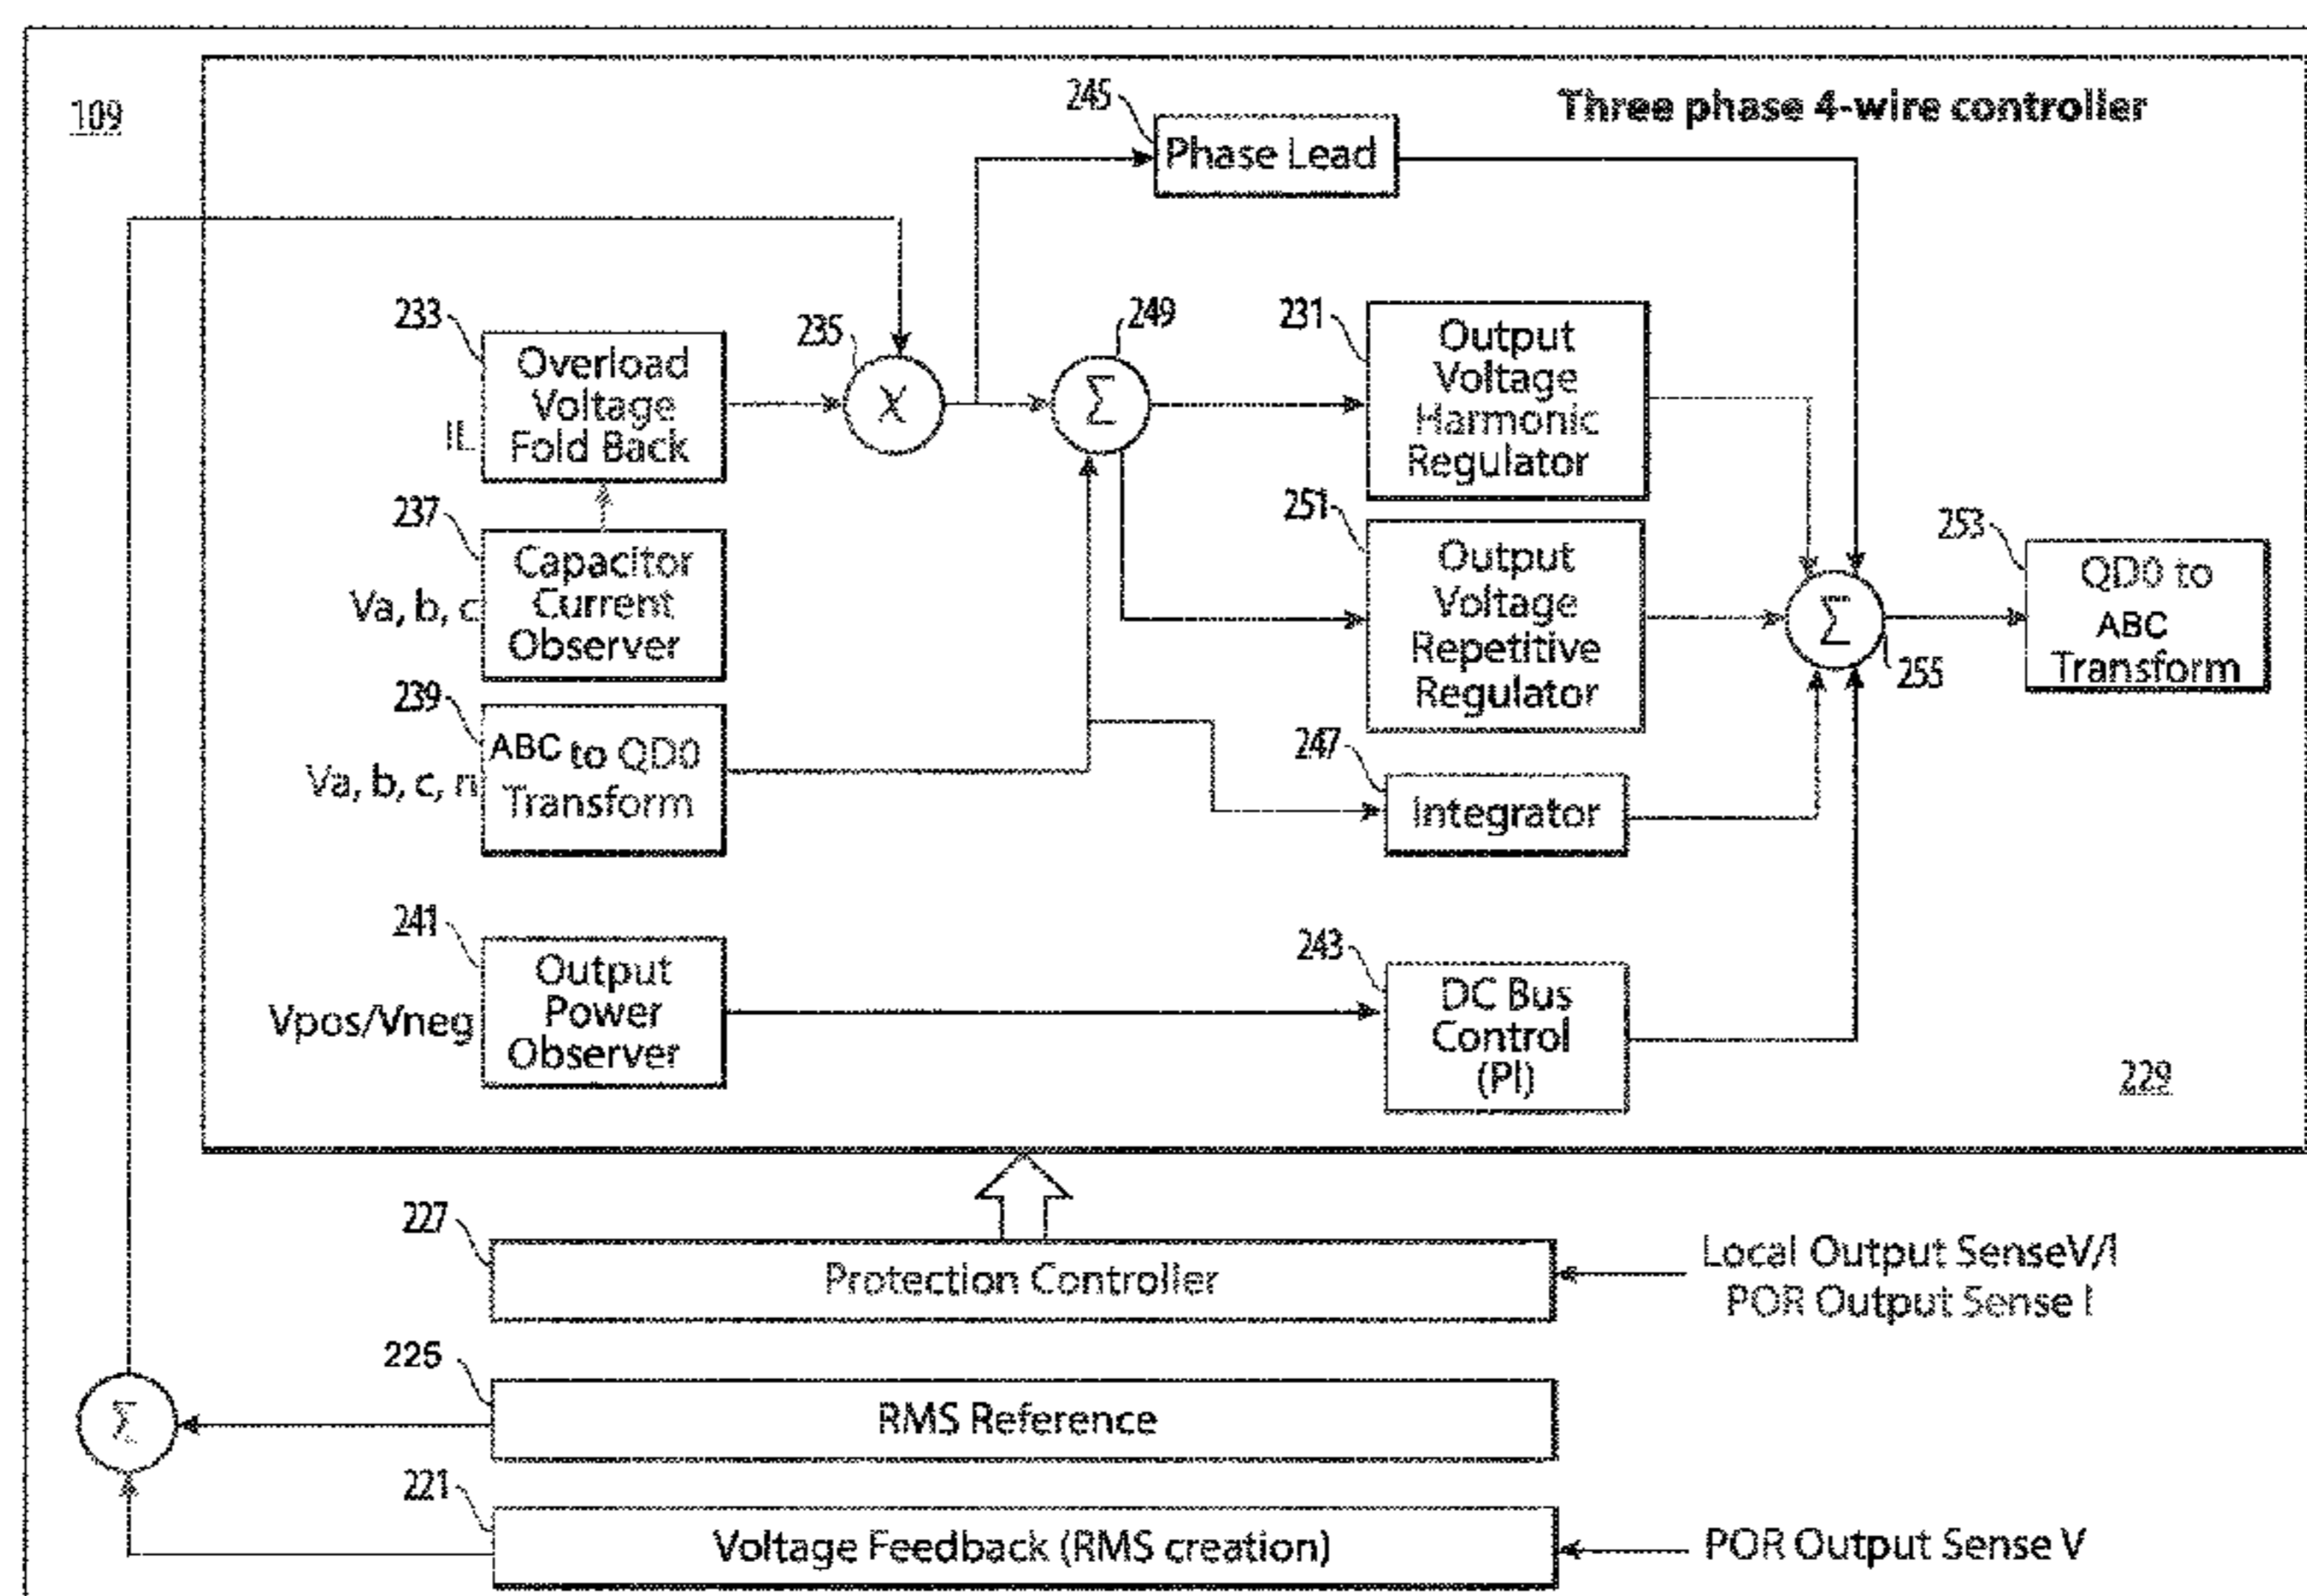 109
Three phase 4-wire controller
245
Phase Lead
233
Overload
Voltage
Fold Back
IL
235
X
249
Σ
231
Output
Voltage
Harmonic
Regulator
237
Capacitor
Current
Observer
Va, b, c
251
Output
Voltage
Repetitive
Regulator
Σ
255
253
QD0 to
ABC
Transform
239
ABC to QD0
Transform
Va, b, c, n
247
Integrator
241
Output
Power
Observer
Vpos/Vneg
243
DC Bus
Control
(PI)
229
227
Protection Controller
Local Output SenseV/I
POR Output Sense I
226
RMS Reference
Σ
221
Voltage Feedback (RMS creation)
POR Output Sense V